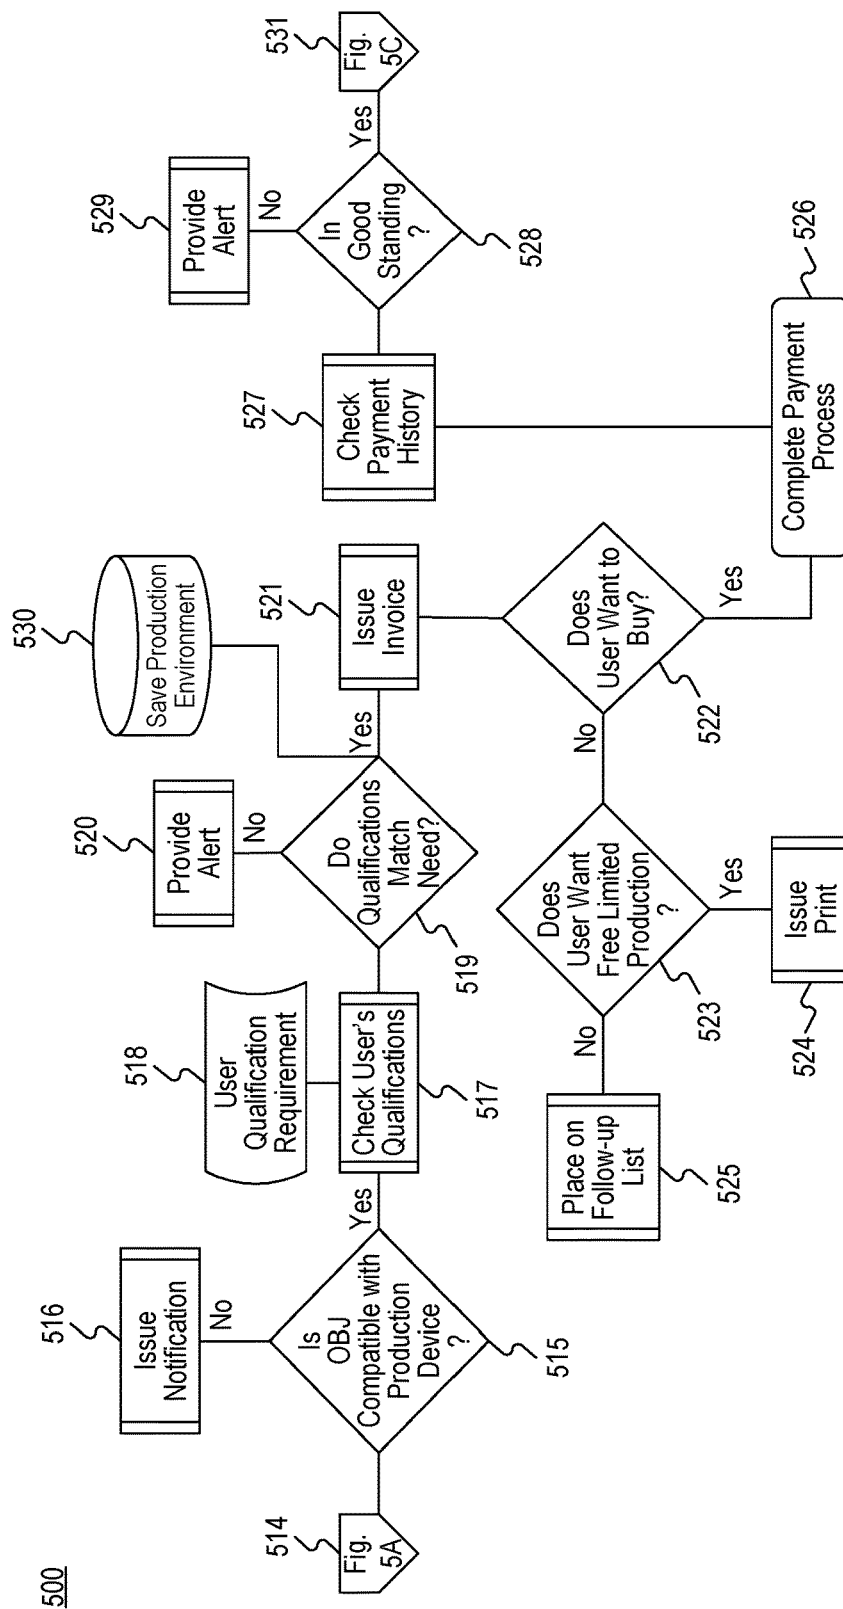 500
514
Fig.
5A
Is
OBJ
Compatible with
Production
Device
?
515
No
516
Issue
Notification
Yes
518
User
Qualification
Requirement
Check User's
Qualifications
517
Do
Qualifications
Match
Need?
519
No
520
Provide
Alert
Yes
530
Save Production
Environment
521
Issue
Invoice
527
Check
Payment
History
In
Good
Standing
?
528
No
529
Provide
Alert
Yes
531
Fig.
5C
Place on
Follow-up
List
525
No
Does
User Want
Free Limited
Production
?
523
Yes
524
Issue
Print
No
Does
User Want to
Buy?
522
Yes
Complete Payment
Process
526